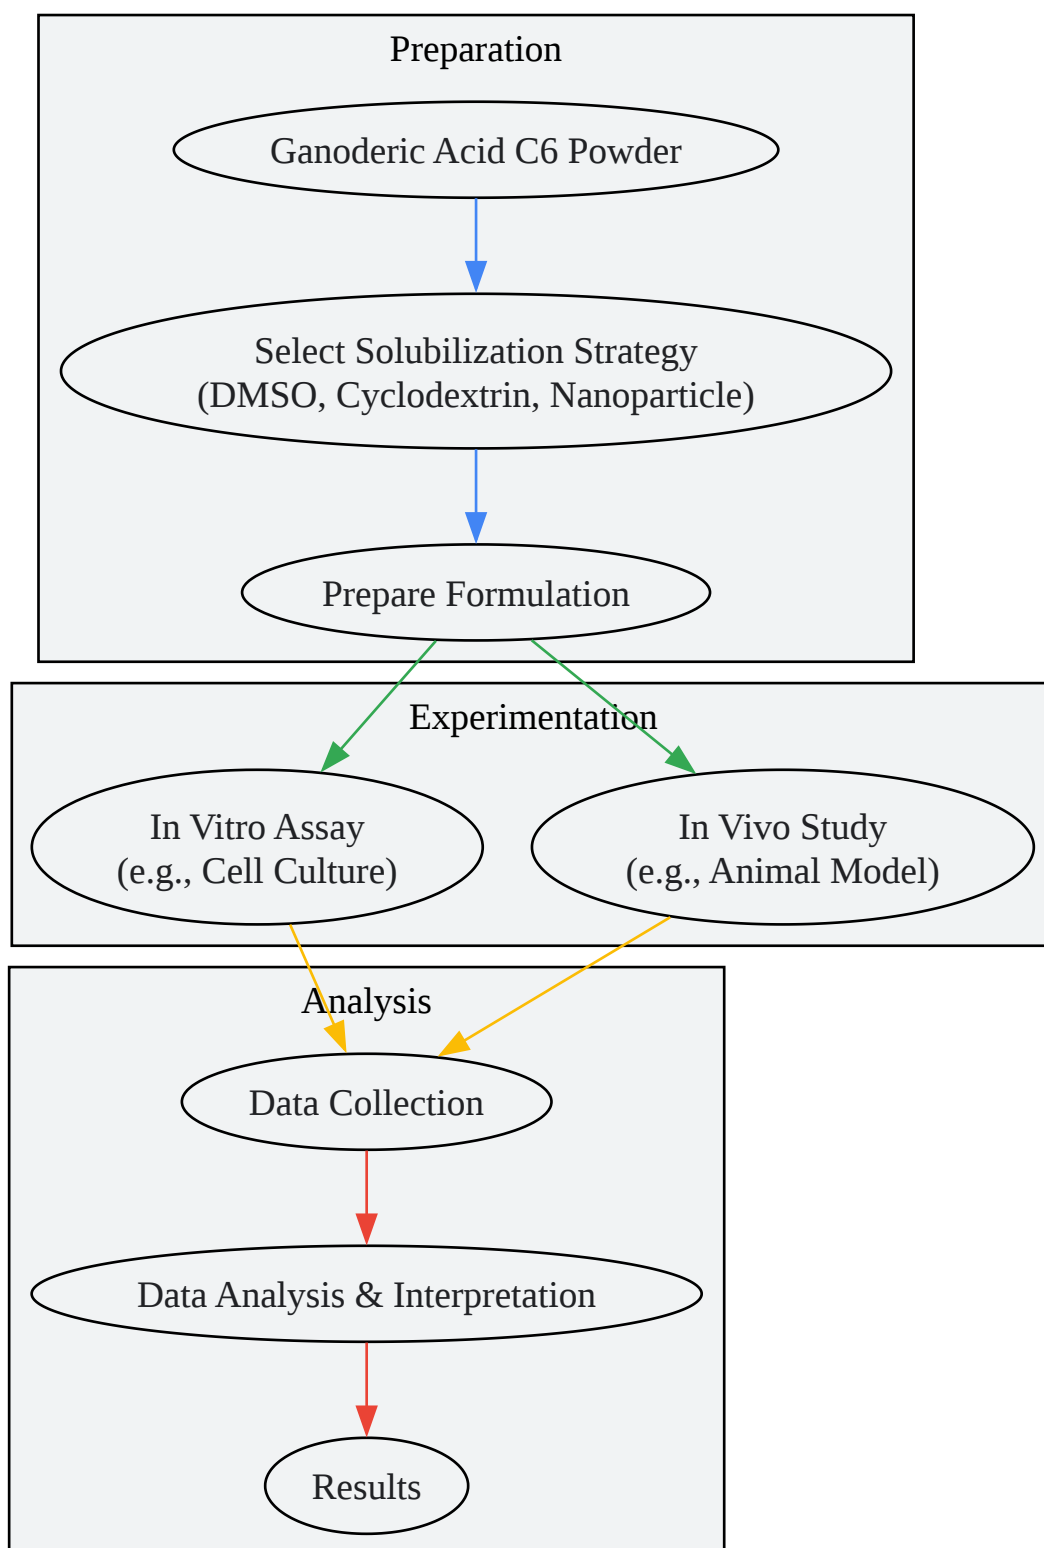 Preparation
Ganoderic Acid C6 Powder
Select Solubilization Strategy
(DMSO, Cyclodextrin, Nanoparticle)
Prepare Formulation
Experimentation
In Vitro Assay
(e.g., Cell Culture)
In Vivo Study
(e.g., Animal Model)
Analysis
Data Collection
Data Analysis & Interpretation
Results